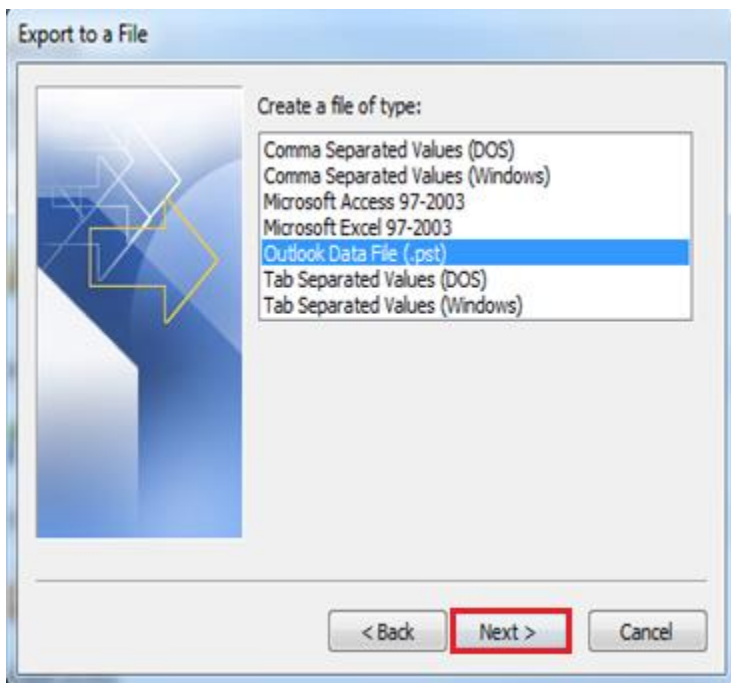 Export to a File
Create a file of type:
Comma Separated Values (DOS)
Comma Separated Values (Windows)
Microsoft Access 97-2003
Microsoft Excel 97-2003
Outlook Data File (.pst)
Tab Separated Values (DOS)
Tab Separated Values (Windows)
< Back Next > Cancel